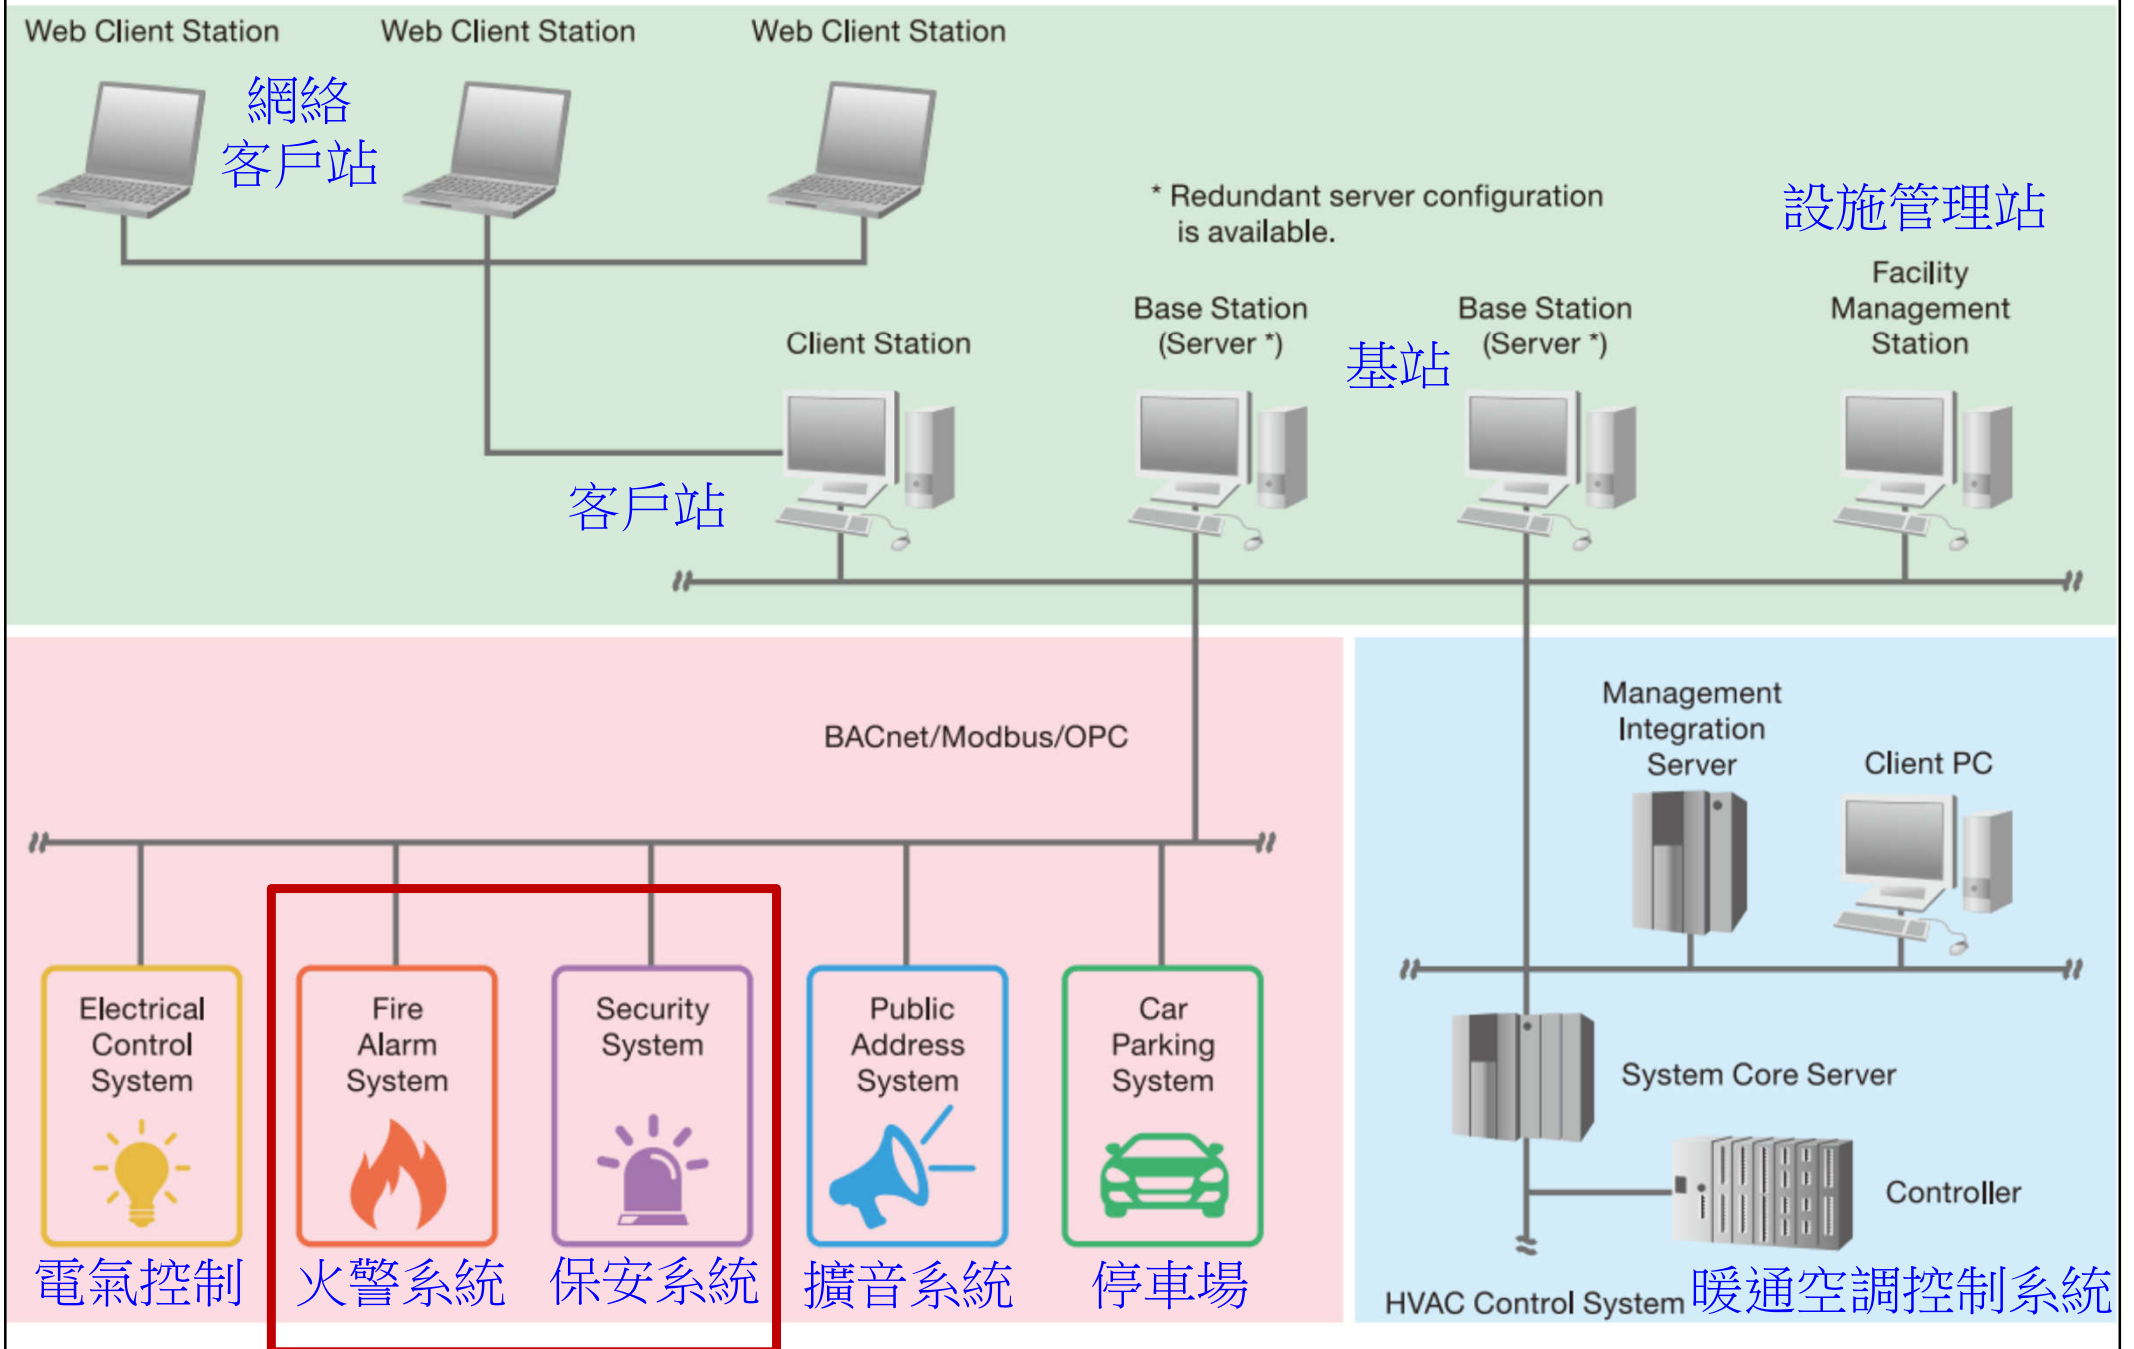 Web Client Station
Web Client Station
Web Client Station
網絡
客戶站
* Redundant server configuration
is available.
設施管理站
Facility
Management
Station
Base Station
(Server *)
基站
Base Station
(Server *)
Client Station
客戶站
BACnet/Modbus/OPC
Management
Integration
Server
Client PC
Electrical
Control
System
Fire
Alarm
System
Security
System
Public
Address
System
Car
Parking
System
System Core Server
Controller
電氣控制
火警系統
保安系統
擴音系統
停車場
HVAC Control System
暖通空調控制系統